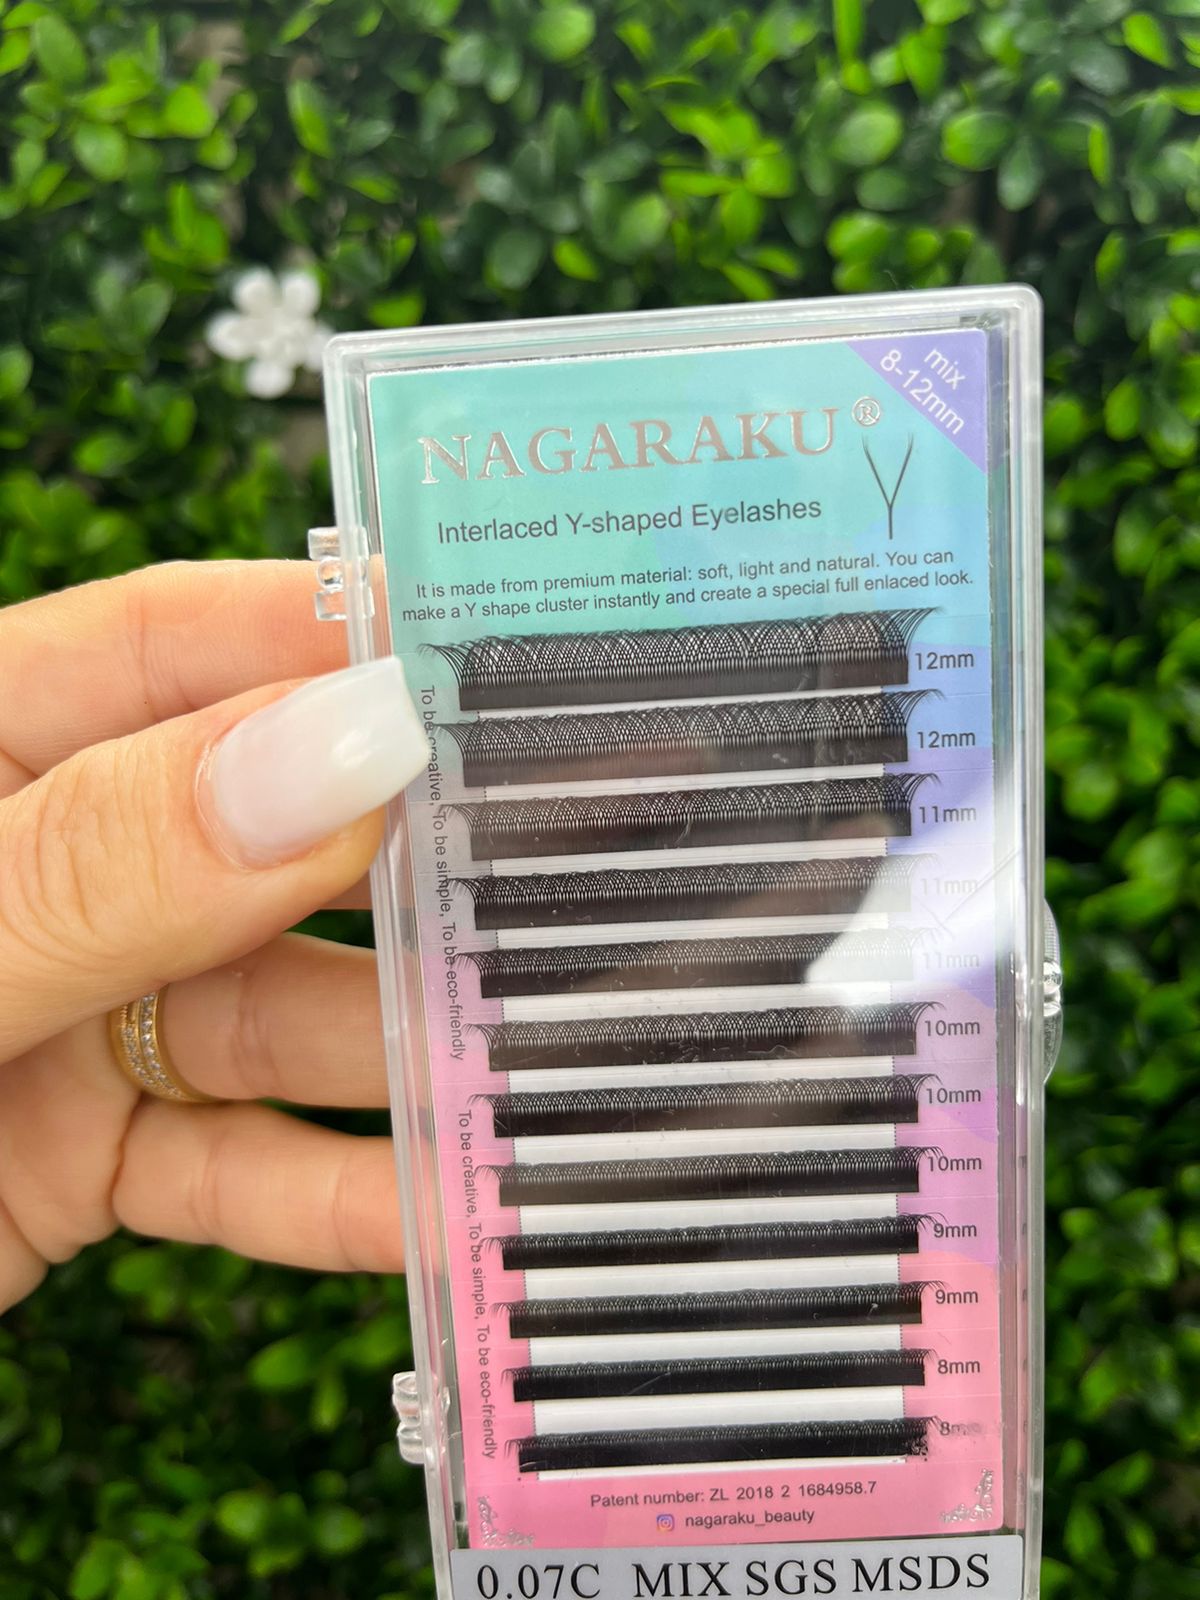 mix
8-12mm
NAGARAKU®
Interlaced Y-shaped Eyelashes
It is made from premium material: soft, light and natural. You can
make a Y shape cluster instantly and create a special full enlaced look.
12mm
12mm
11mm
11mm
11mm
10mm
10mm
10mm
9mm
9mm
8mm
8mm
To be creative, To be simple, To be eco-friendly
To be creative, To be simple, To be eco-friendly
Patent number: ZL 2018 2 1684958.7
nagaraku_beauty
0.07C MIX SGS MSDS